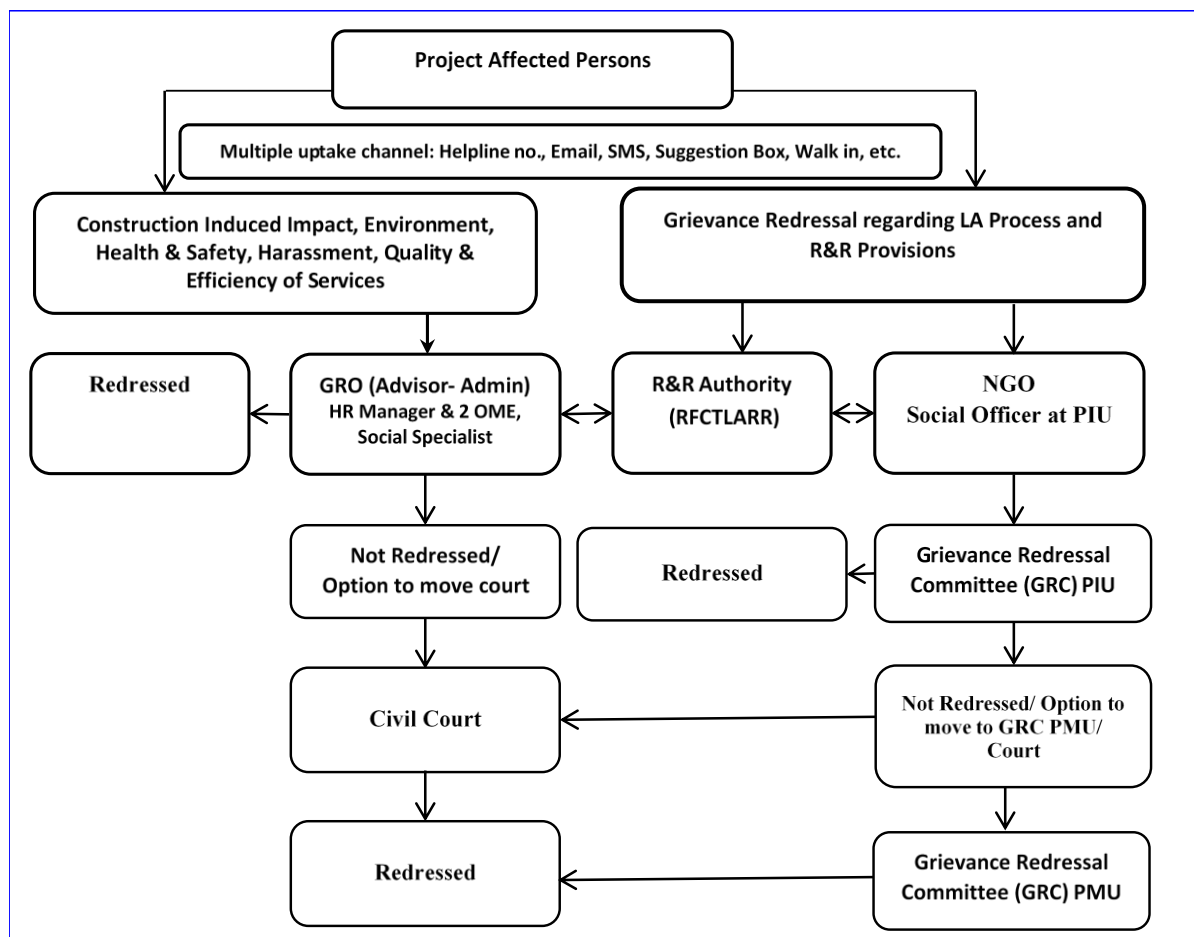 Project Affected Persons
Multiple uptake channel: Helpline no., Email, SMS, Suggestion Box, Walk in, etc.
Construction Induced Impact, Environment,
Health & Safety, Harassment, Quality &
Efficiency of Services
Grievance Redressal regarding LA Process and
R&R Provisions
Redressed
GRO (Advisor- Admin)
HR Manager & 2 OME,
Social Specialist
R&R Authority
(RFCTLARR)
NGO
Social Officer at PIU
Not Redressed/
Option to move court
Redressed
Grievance Redressal
Committee (GRC) PIU
Civil Court
Not Redressed/ Option to
move to GRC PMU/
Court
Redressed
Grievance Redressal
Committee (GRC) PMU